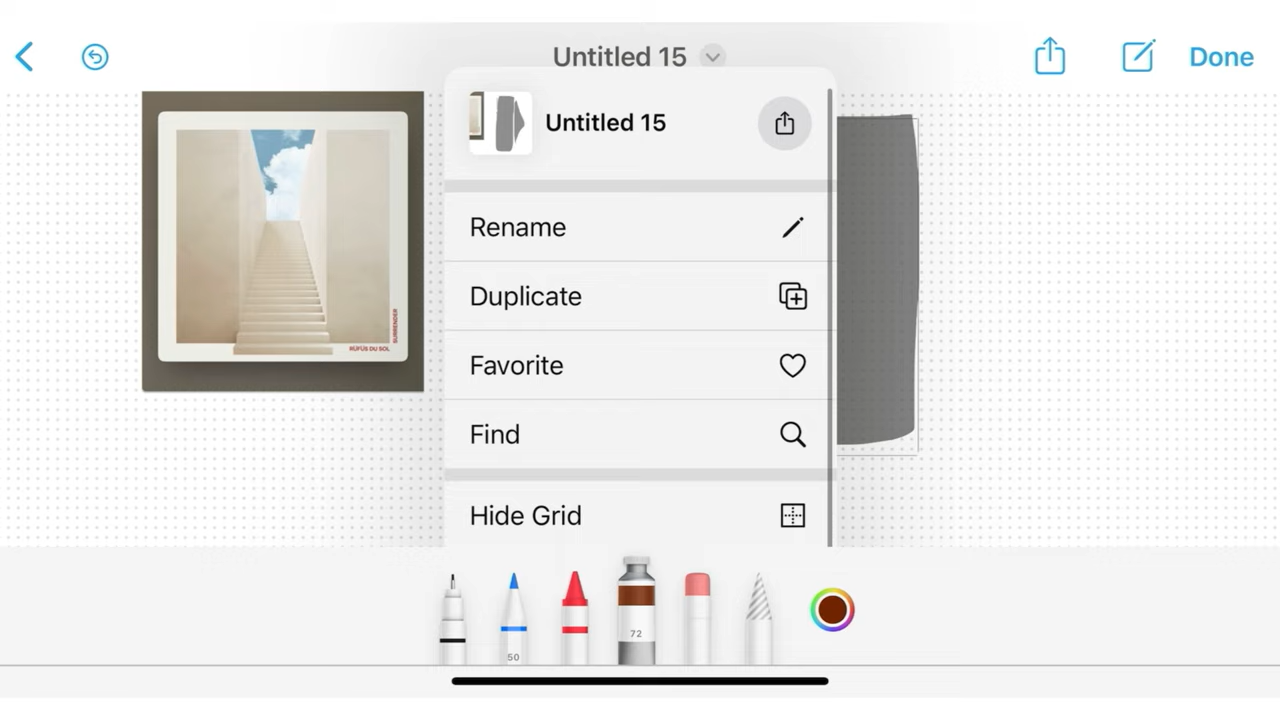 Untitled 15
Done
Untitled 15
Rename
Duplicate
Favorite
Find
Hide Grid
SURRENDER
RÜFÜS DU SOL
50
72